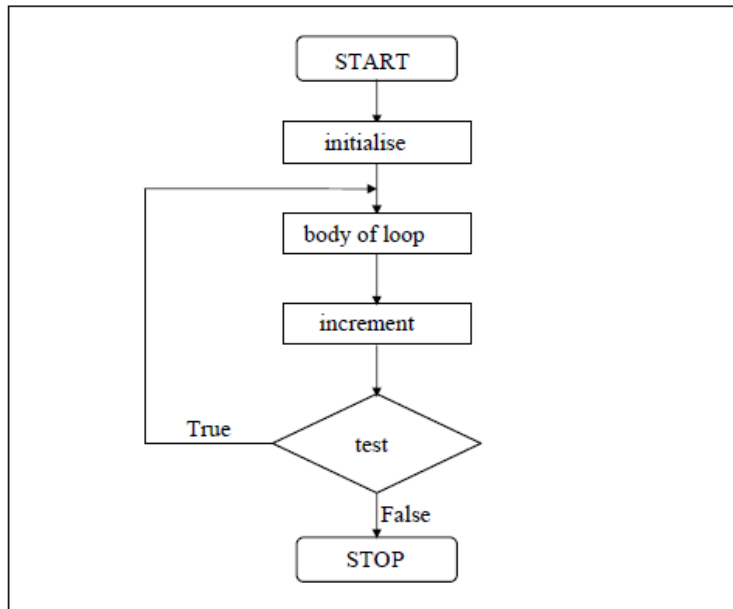 START
initialise
body of loop
increment
True
test
False
STOP